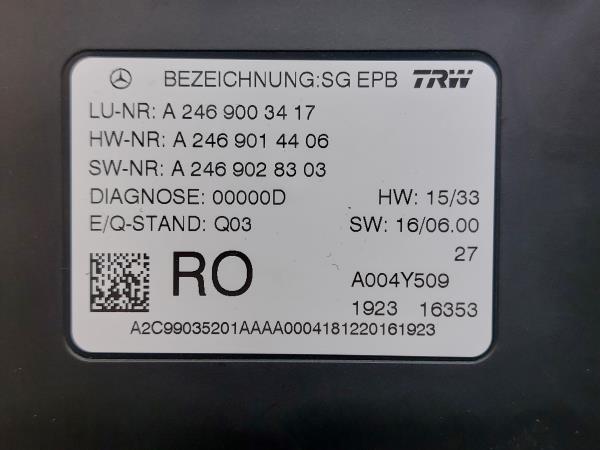 BEZEICHNUNG:SG EPB TRW
LU-NR: A 246 900 34 17
HW-NR: A 246 901 44 06
SW-NR: A 246 902 83 03
DIAGNOSE: 00000D HW: 15/33
E/Q-STAND: Q03 SW: 16/06.00
27
RO A004Y509
1923 16353
A2C99035201AAAA0004181220161923